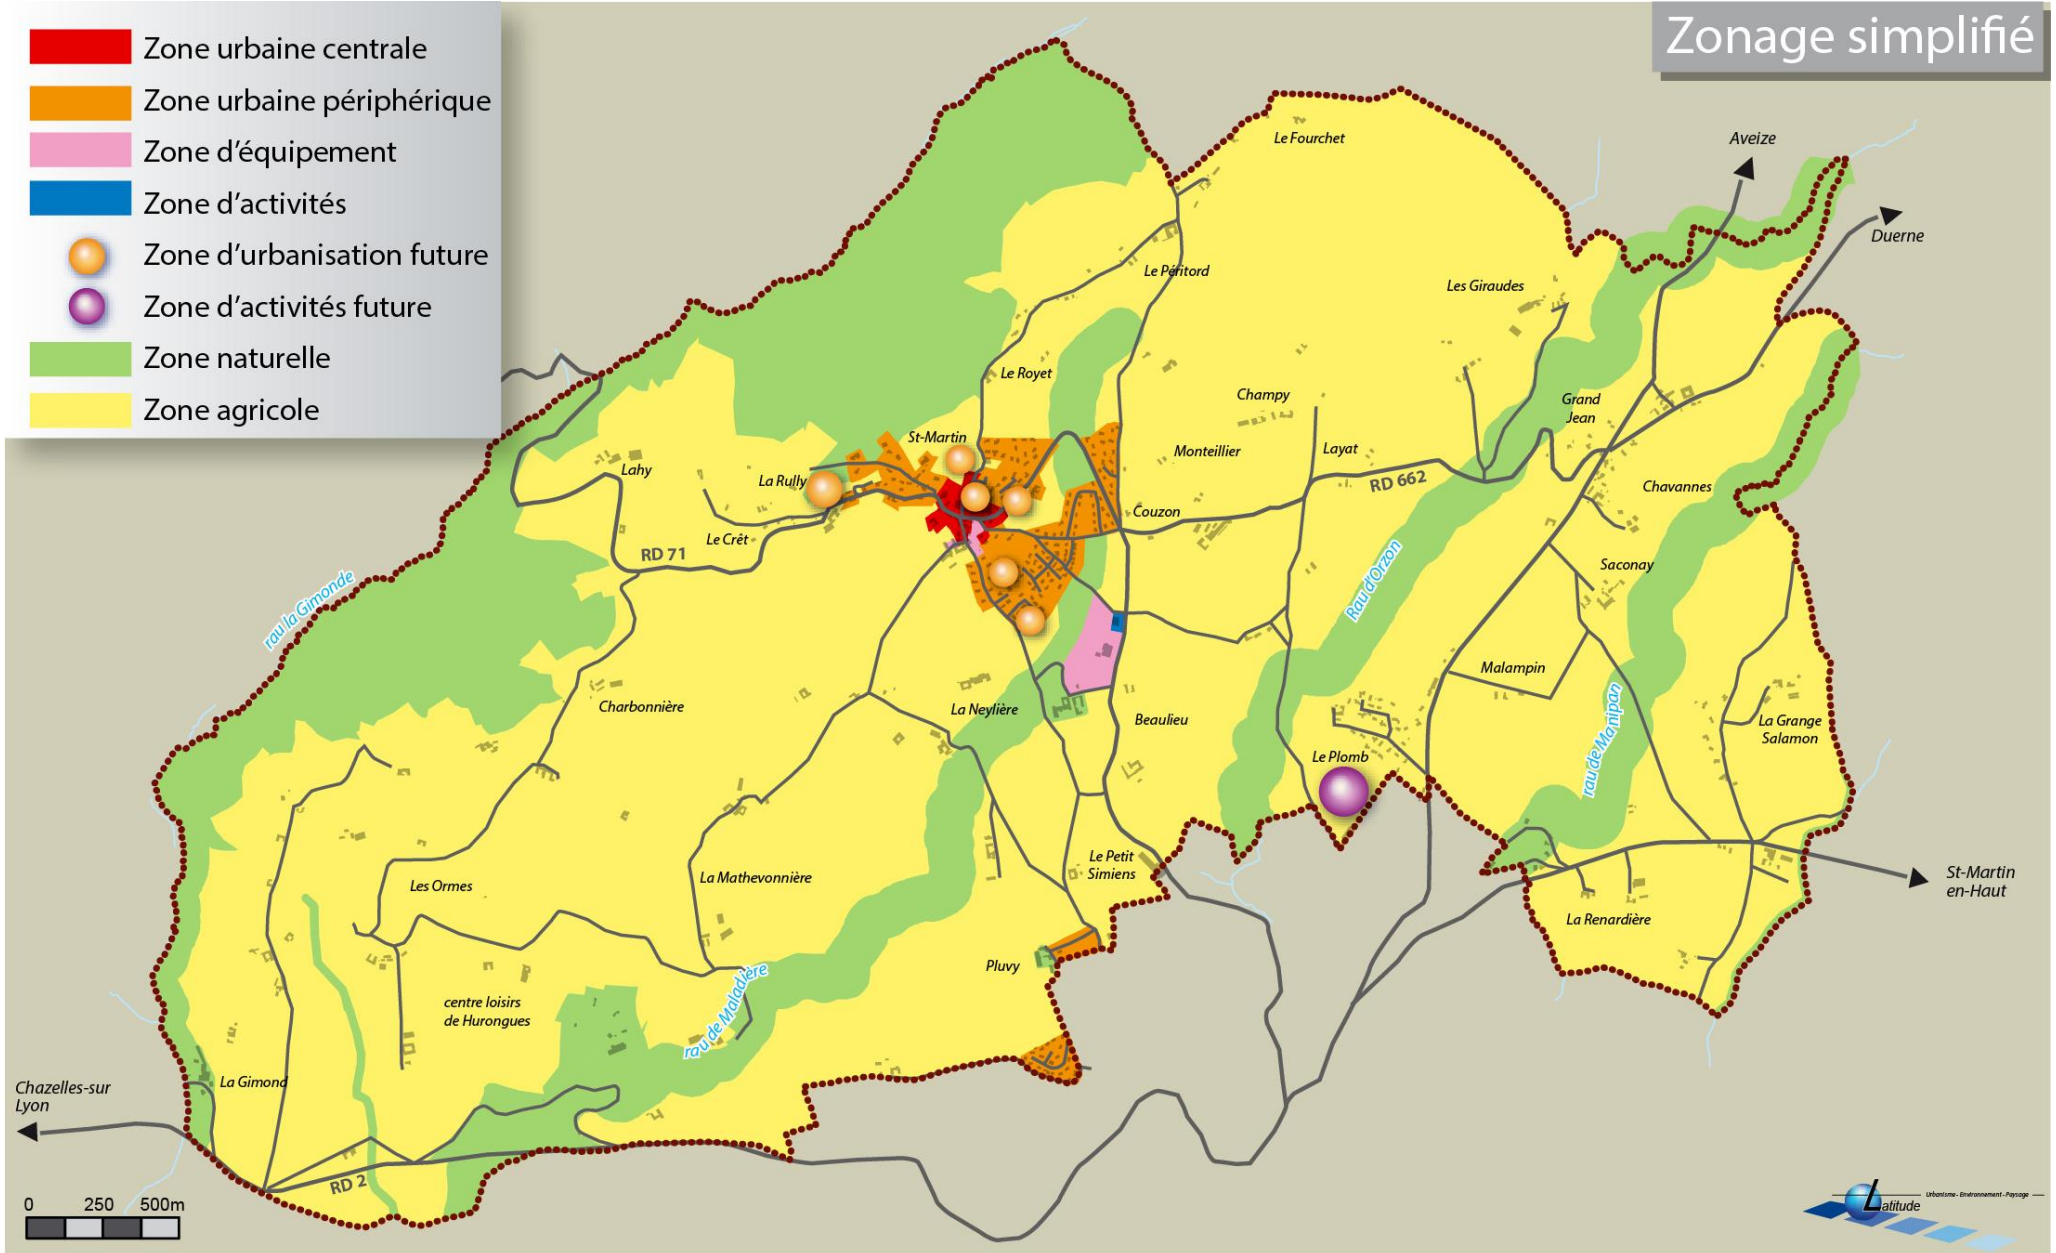 Zonage simplifié
Zone urbaine centrale
Zone urbaine périphérique
Zone d'équipement
Zone d'activités
Zone d'urbanisation future
Zone d'activités future
Zone naturelle
Zone agricole
Aveize
Duerne
Le Fourchet
Le Péritord
Les Giraudes
Le Royet
Champy
Grand
Jean
St-Martin
Monteillier
Layat
RD 662
Lahy
La Rully
Chavannes
Couzon
Le Crêt
RD 71
Saconay
rau la Gimonde
Rau d'Orzon
Malampin
Charbonnière
La Neylière
Beaulieu
rau de Manipan
La Grange
Salamon
Le Plomb
Les Ormes
La Mathevonnière
Le Petit
Simiens
St-Martin
en-Haut
La Renardière
Pluvy
centre loisirs
de Hurongues
rau de Maladière
La Gimond
Chazelles-sur
Lyon
RD 2
0 250 500m
Latitude
Urbanisme - Environnement - Paysage